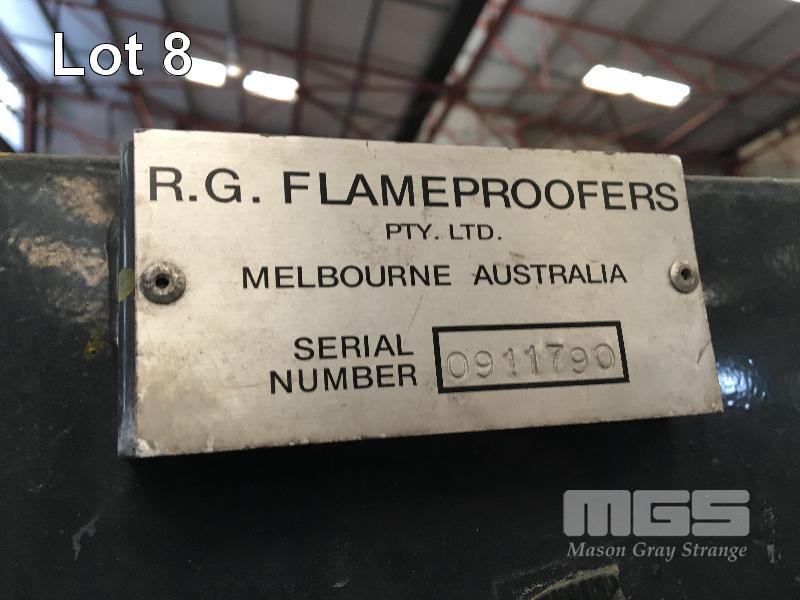 Lot 8
R.G. FLAMEPROOFERS
PTY. LTD.
MELBOURNE AUSTRALIA
SERIAL
NUMBER 0911790
MGS
Mason Gray Strange